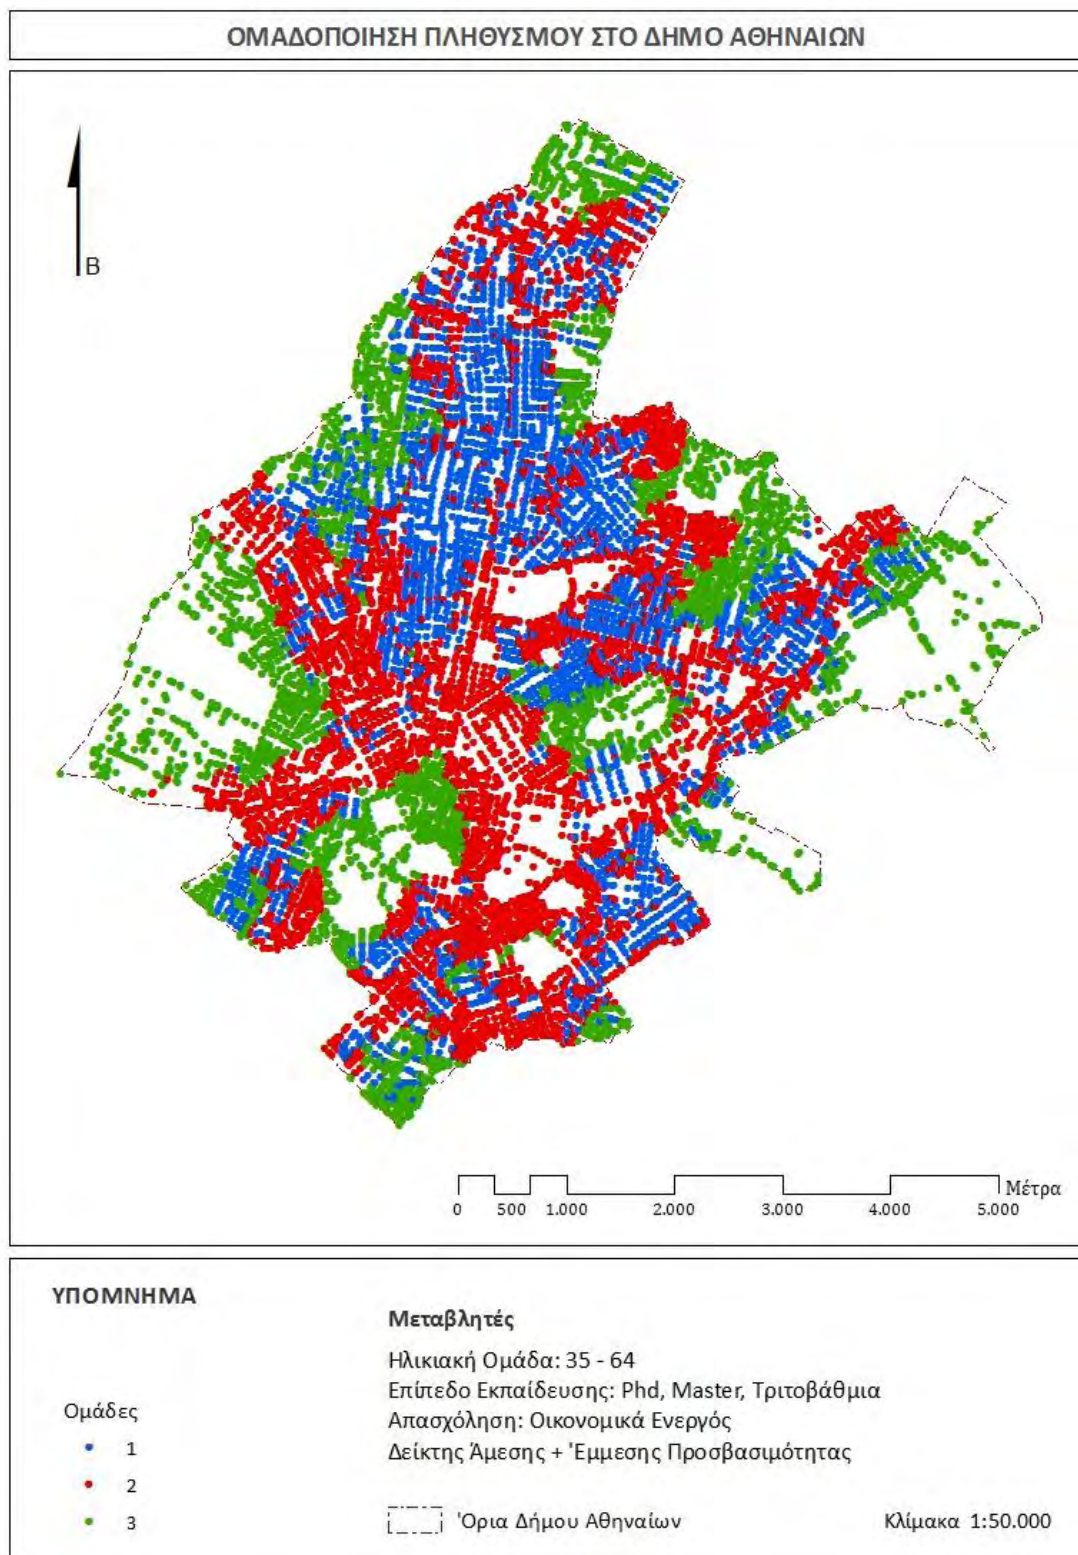 ΟΜΑΔΟΠΟΙΗΣΗ ΠΛΗΘΥΣΜΟΥ ΣΤΟ ΔΗΜΟ ΑΘΗΝΑΙΩΝ
Β
Μέτρα
0 500 1.000 2.000 3.000 4.000 5.000
ΥΠΟΜΝΗΜΑ
Μεταβλητές
Ηλικιακή Ομάδα: 35 - 64
Επίπεδο Εκπαίδευσης: Phd, Master, Τριτοβάθμια
Απασχόληση: Οικονομικά Ενεργός
Δείκτης Άμεσης + Έμμεσης Προσβασιμότητας
Ομάδες
1
2
3
Όρια Δήμου Αθηναίων
Κλίμακα 1:50.000